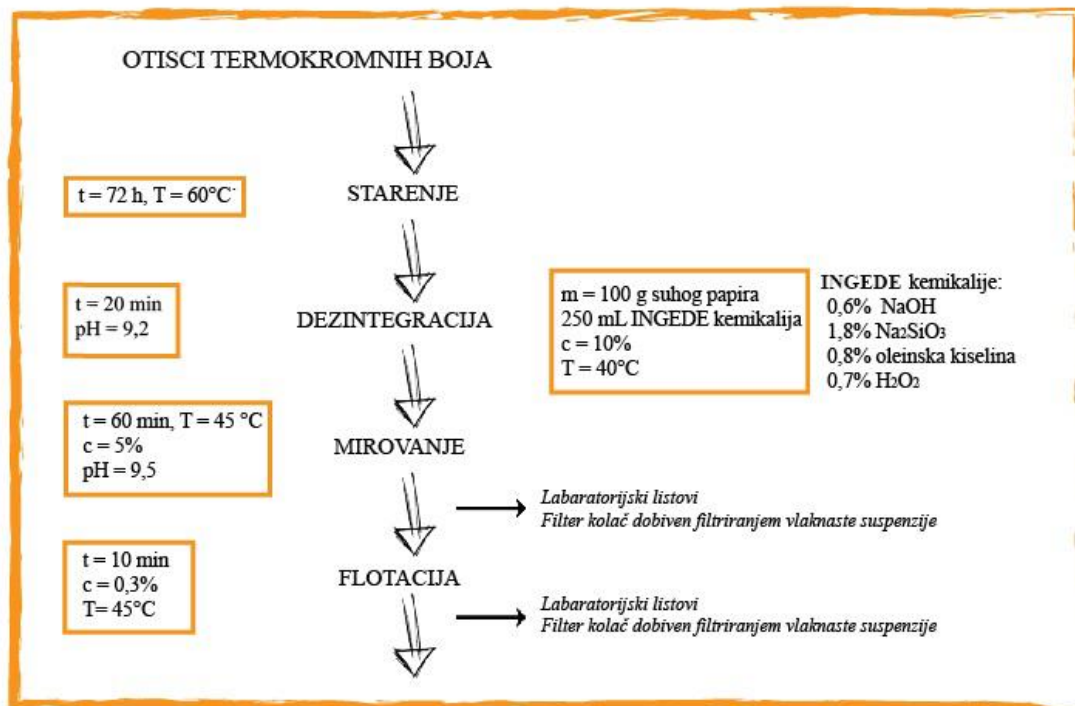 OTISCI TERMOKROMNIH BOJA
t = 72 h, T = 60°C
STARENJE
t = 20 min
pH = 9,2
DEZINTEGRACIJA
m = 100 g suhog papira
250 mL INGEDE kemikalija
c = 10%
T = 40°C
INGEDE kemikalije:
0,6% NaOH
1,8% Na2SiO3
0,8% oleinska kiselina
0,7% H2O2
t = 60 min, T = 45 °C
c = 5%
pH = 9,5
MIROVANJE
Labaratorijski listovi
Filter kolač dobiven filtriranjem vlaknaste suspenzije
t = 10 min
c = 0,3%
T= 45°C
FLOTACIJA
Labaratorijski listovi
Filter kolač dobiven filtriranjem vlaknaste suspenzije